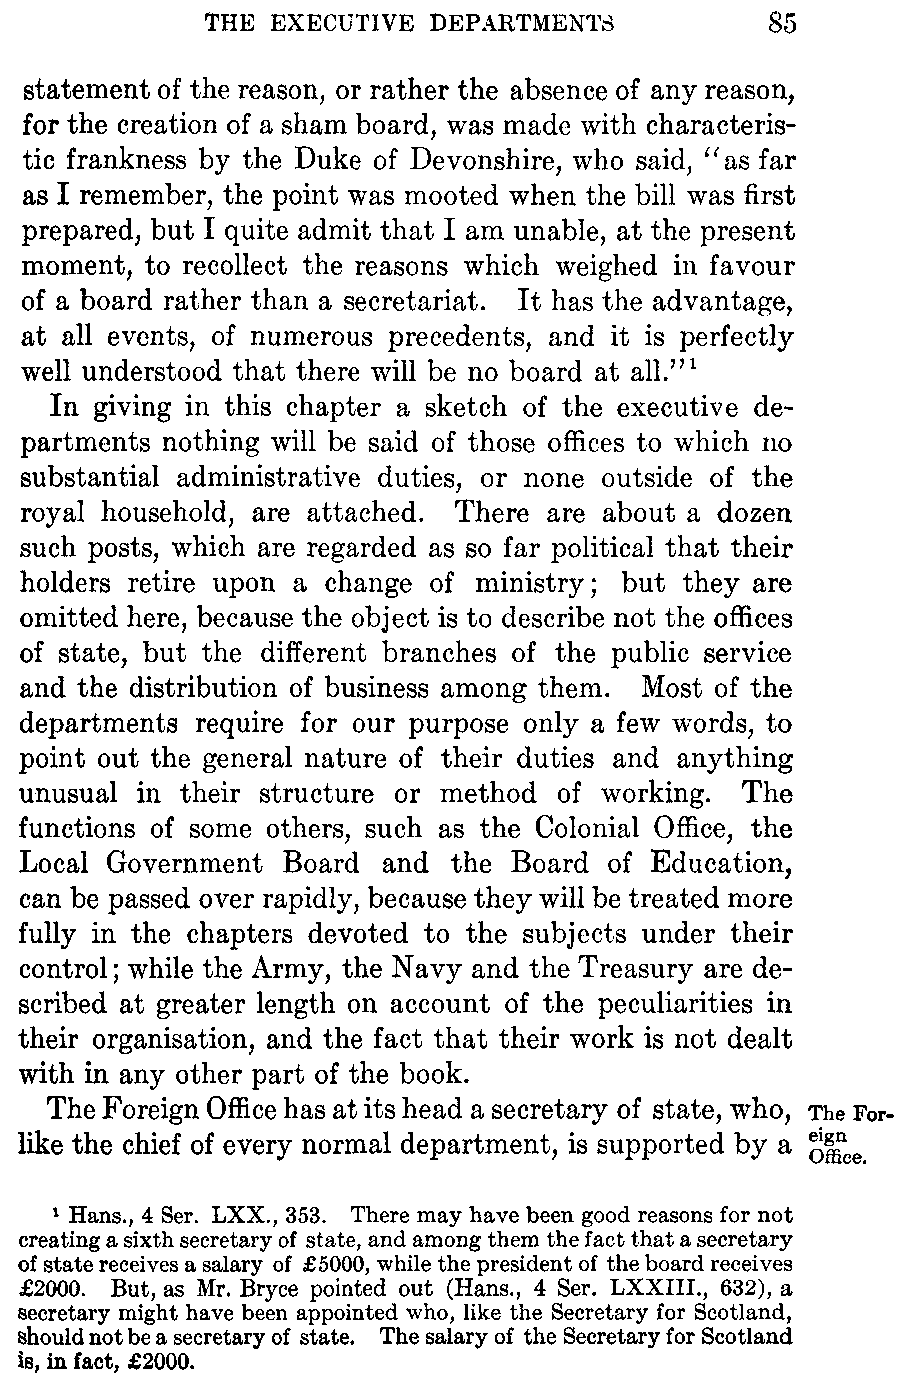 THE EXECUTIVE DEPARTMENTS 85
statement of the reason, or rather the absence of any reason,
for the creation of a sham board, was made with characteris-
tic frankness by the Duke of Devonshire, who said, "as far
as I remember, the point was mooted when the bill was first
prepared, but I quite admit that I am unable, at the present
moment, to recollect the reasons which weighed in favour
of a board rather than a secretariat. It has the advantage,
at all events, of numerous precedents, and it is perfectly
well understood that there will be no board at all."¹
In giving in this chapter a sketch of the executive de-
partments nothing will be said of those offices to which no
substantial administrative duties, or none outside of the
royal household, are attached. There are about a dozen
such posts, which are regarded as so far political that their
holders retire upon a change of ministry; but they are
omitted here, because the object is to describe not the offices
of state, but the different branches of the public service
and the distribution of business among them. Most of the
departments require for our purpose only a few words, to
point out the general nature of their duties and anything
unusual in their structure or method of working. The
functions of some others, such as the Colonial Office, the
Local Government Board and the Board of Education,
can be passed over rapidly, because they will be treated more
fully in the chapters devoted to the subjects under their
control; while the Army, the Navy and the Treasury are de-
scribed at greater length on account of the peculiarities in
their organisation, and the fact that their work is not dealt
with in any other part of the book.
The Foreign Office has at its head a secretary of state, who,
like the chief of every normal department, is supported by a
The For-
eign
Office.
¹ Hans., 4 Ser. LXX., 353. There may have been good reasons for not
creating a sixth secretary of state, and among them the fact that a secretary
of state receives a salary of £5000, while the president of the board receives
£2000. But, as Mr. Bryce pointed out (Hans., 4 Ser. LXXIII., 632), a
secretary might have been appointed who, like the Secretary for Scotland,
should not be a secretary of state. The salary of the Secretary for Scotland
is, in fact, £2000.